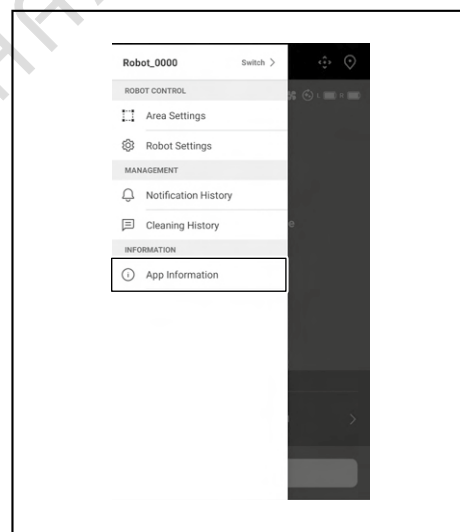 Robot_0000 Switch >
ROBOT CONTROL
Area Settings
Robot Settings
MANAGEMENT
Notification History
Cleaning History
INFORMATION
App Information